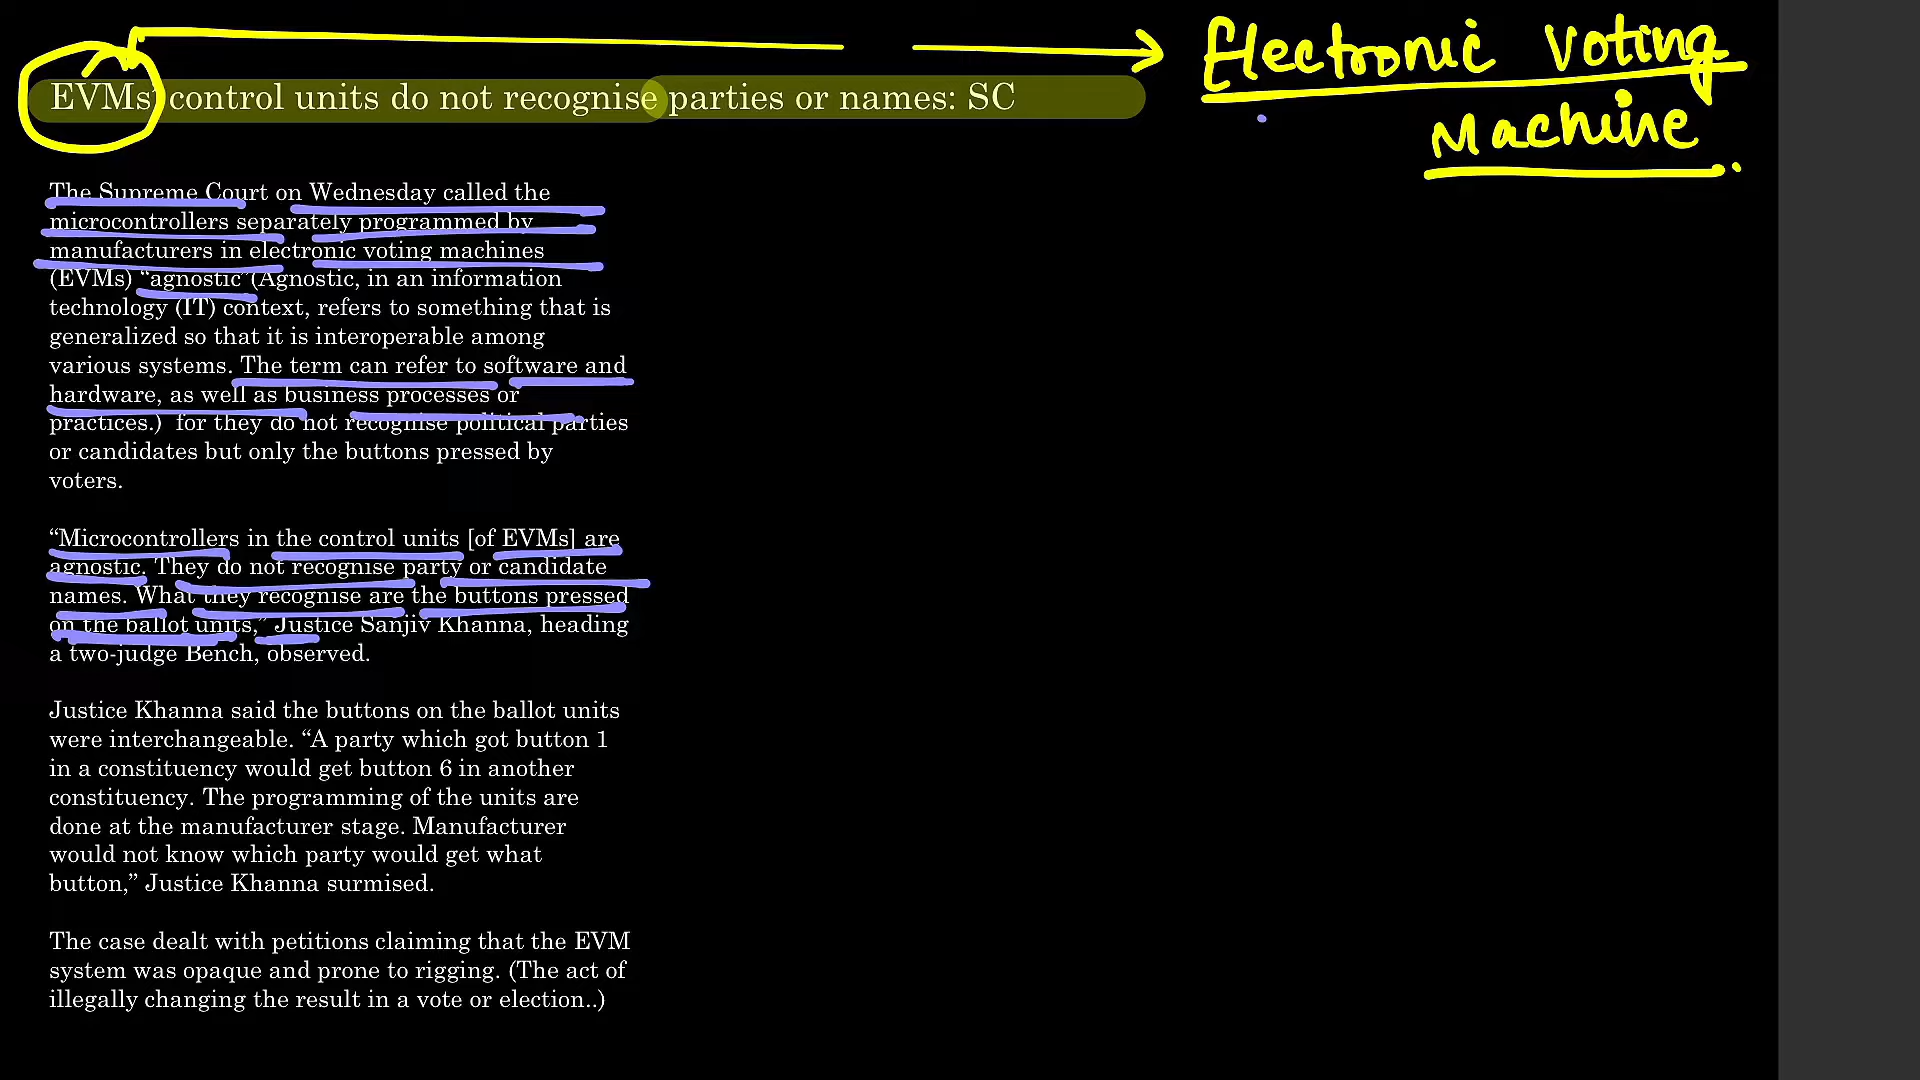 Electronic Voting
Machine
EVMs' control units do not recognise parties or names: SC
The Supreme Court on Wednesday called the
microcontrollers separately programmed by
manufacturers in electronic voting machines
(EVMs) “agnostic”(Agnostic, in an information
technology (IT) context, refers to something that is
generalized so that it is interoperable among
various systems. The term can refer to software and
hardware, as well as business processes or
practices.)  for they do not recognise political parties
or candidates but only the buttons pressed by
voters.
“Microcontrollers in the control units [of EVMs] are
agnostic. They do not recognise party or candidate
names. What they recognise are the buttons pressed
on the ballot units,” Justice Sanjiv Khanna, heading
a two-judge Bench, observed.
Justice Khanna said the buttons on the ballot units
were interchangeable. “A party which got button 1
in a constituency would get button 6 in another
constituency. The programming of the units are
done at the manufacturer stage. Manufacturer
would not know which party would get what
button,” Justice Khanna surmised.
The case dealt with petitions claiming that the EVM
system was opaque and prone to rigging. (The act of
illegally changing the result in a vote or election..)